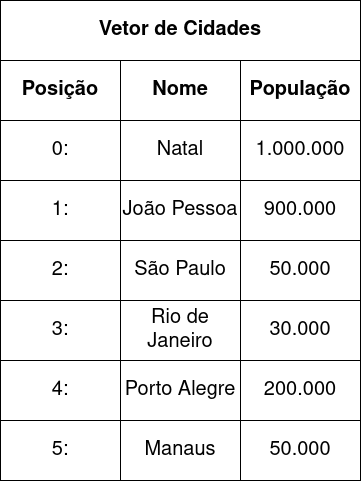 Vetor de Cidades
Posição Nome População
0: Natal 1.000.000
1: João Pessoa 900.000
2: São Paulo 50.000
3: Rio de Janeiro 30.000
4: Porto Alegre 200.000
5: Manaus 50.000